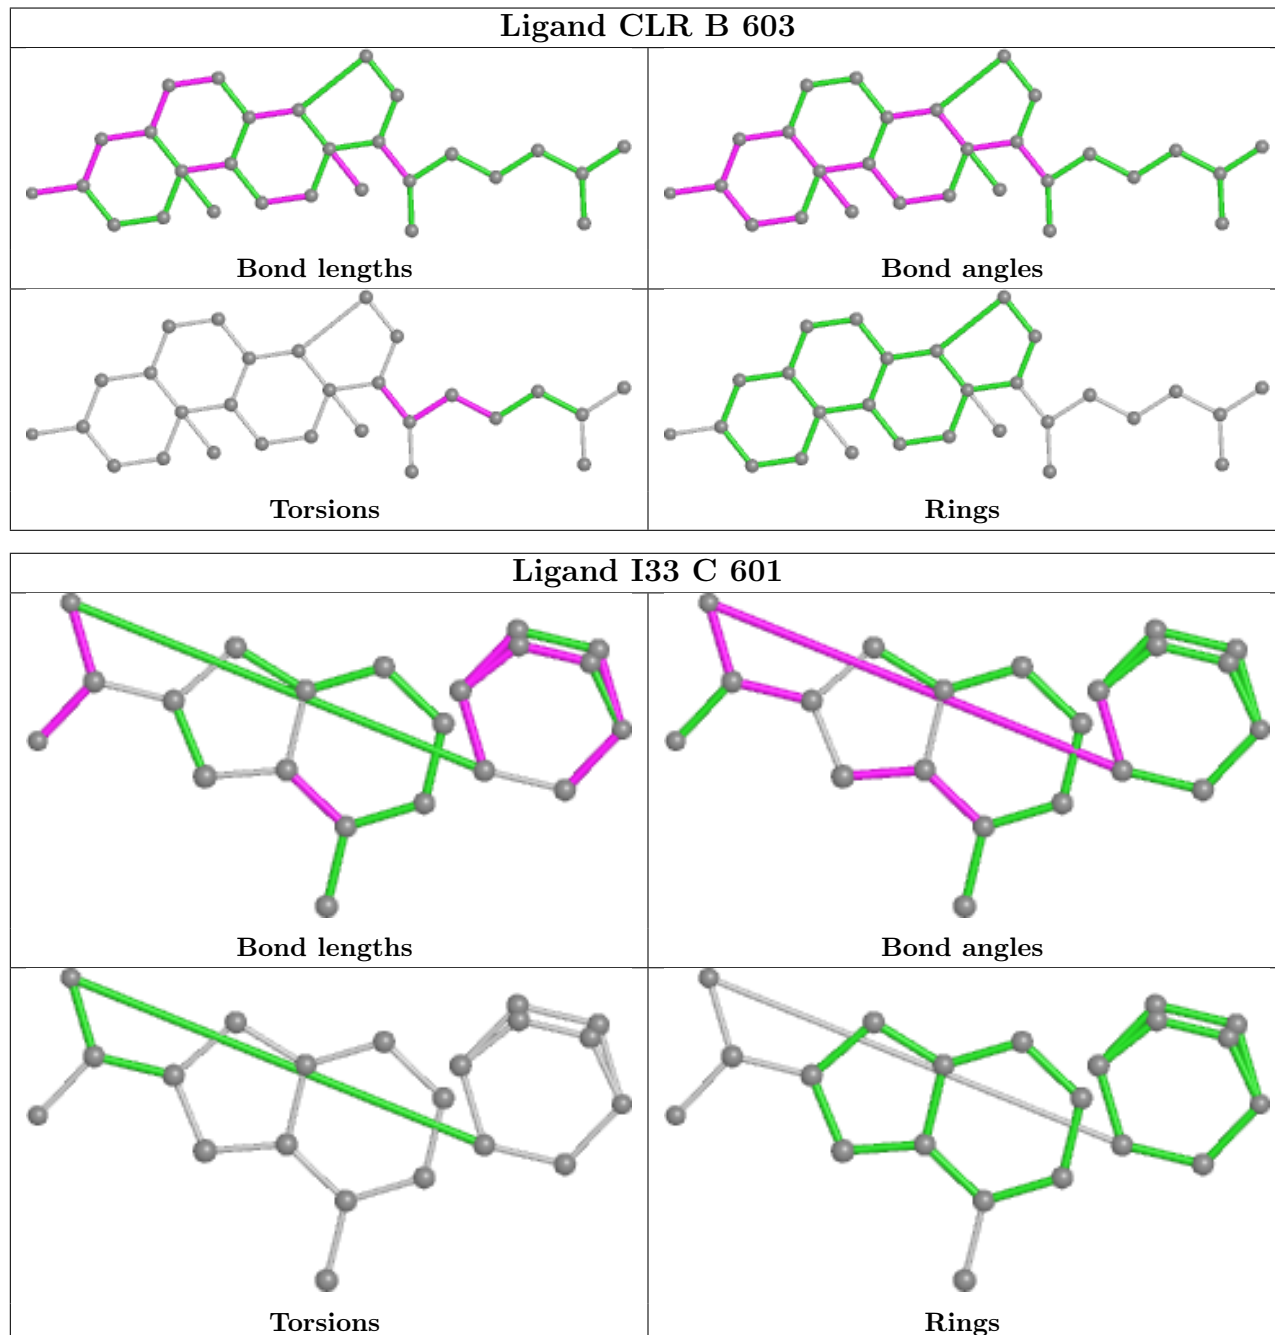 Ligand CLR B 603
Bond lengths
Bond angles
Torsions
Rings
Ligand I33 C 601
Bond lengths
Bond angles
Torsions
Rings